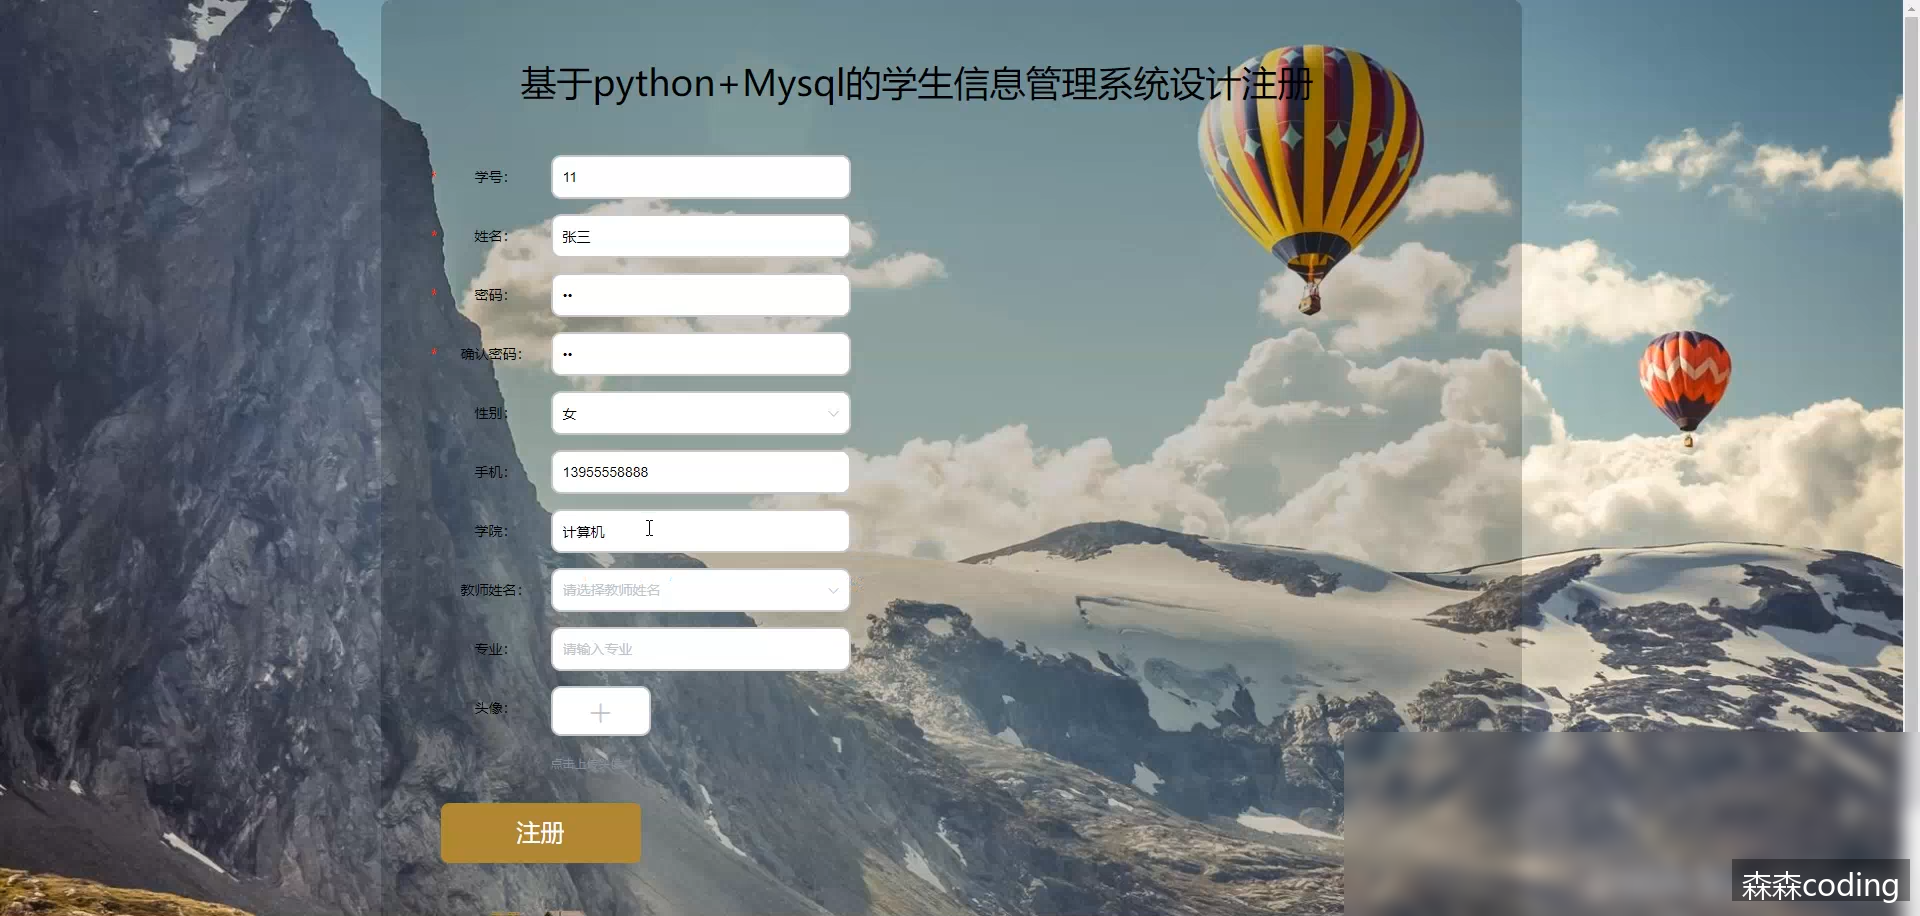 基于python+Mysql的学生信息管理系统设计注册
* 学号： 11
* 姓名： 张三
* 密码： ••
* 确认密码： ••
性别： 女
手机： 13955558888
学院： 计算机
教师姓名： 请选择教师姓名
专业： 请输入专业
头像：
点击上传头像
注册
森森coding